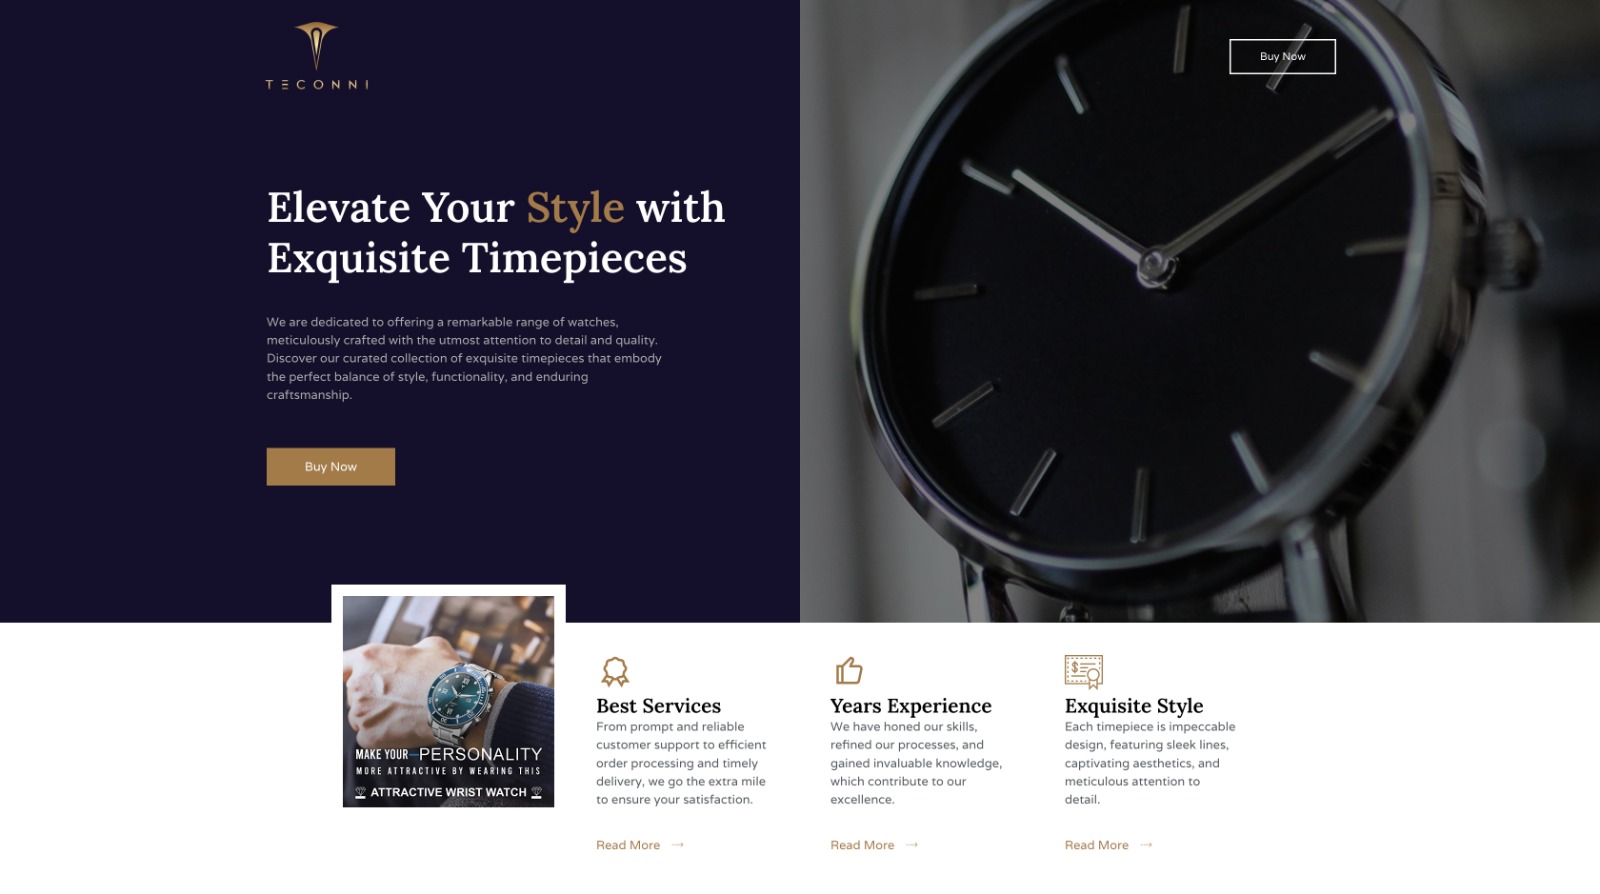 TECONNI
Buy Now
Elevate Your Style with
Exquisite Timepieces
We are dedicated to offering a remarkable range of watches,
meticulously crafted with the utmost attention to detail and quality.
Discover our curated collection of exquisite timepieces that embody
the perfect balance of style, functionality, and enduring
craftsmanship.
Buy Now
MAKE YOUR PERSONALITY
MORE ATTRACTIVE BY WEARING THIS
ATTRACTIVE WRIST WATCH
Best Services
From prompt and reliable
customer support to efficient
order processing and timely
delivery, we go the extra mile
to ensure your satisfaction.
Read More →
Years Experience
We have honed our skills,
refined our processes, and
gained invaluable knowledge,
which contribute to our
excellence.
Read More →
$
Exquisite Style
Each timepiece is impeccable
design, featuring sleek lines,
captivating aesthetics, and
meticulous attention to
detail.
Read More →